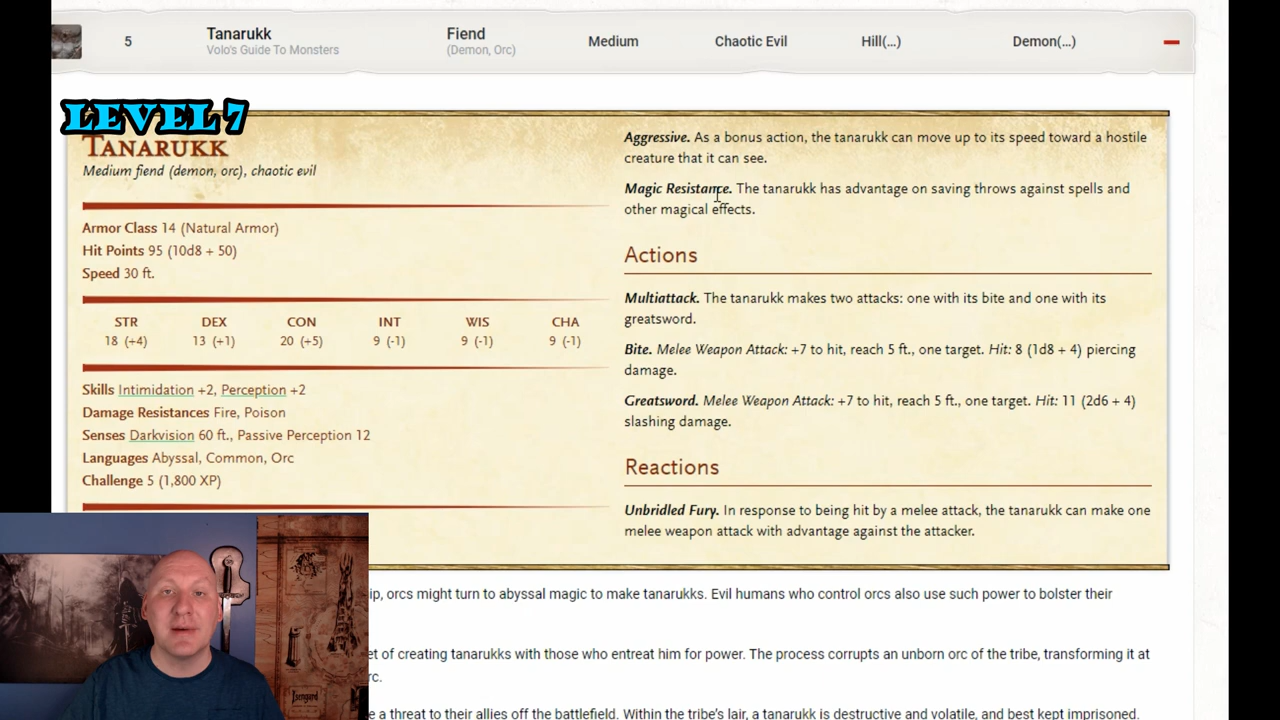 5 Tanarukk Fiend Medium Chaotic Evil Hill(...) Demon(...)
Volo's Guide To Monsters (Demon, Orc)
LEVEL 7
TANARUKK
Medium fiend (demon, orc), chaotic evil
Armor Class 14 (Natural Armor)
Hit Points 95 (10d8 + 50)
Speed 30 ft.
STR DEX CON INT WIS CHA
18 (+4) 13 (+1) 20 (+5) 9 (-1) 9 (-1) 9 (-1)
Skills Intimidation +2, Perception +2
Damage Resistances Fire, Poison
Senses Darkvision 60 ft., Passive Perception 12
Languages Abyssal, Common, Orc
Challenge 5 (1,800 XP)
Aggressive. As a bonus action, the tanarukk can move up to its speed toward a hostile
creature that it can see.
Magic Resistance. The tanarukk has advantage on saving throws against spells and
other magical effects.
Actions
Multiattack. The tanarukk makes two attacks: one with its bite and one with its
greatsword.
Bite. Melee Weapon Attack: +7 to hit, reach 5 ft., one target. Hit: 8 (1d8 + 4) piercing
damage.
Greatsword. Melee Weapon Attack: +7 to hit, reach 5 ft., one target. Hit: 11 (2d6 + 4)
slashing damage.
Reactions
Unbridled Fury. In response to being hit by a melee attack, the tanarukk can make one
melee weapon attack with advantage against the attacker.
ip, orcs might turn to abyssal magic to make tanarukks. Evil humans who control orcs also use such power to bolster their
et of creating tanarukks with those who entreat him for power. The process corrupts an unborn orc of the tribe, transforming it at
rc.
e a threat to their allies off the battlefield. Within the tribe's lair, a tanarukk is destructive and volatile, and best kept imprisoned.
Isengard